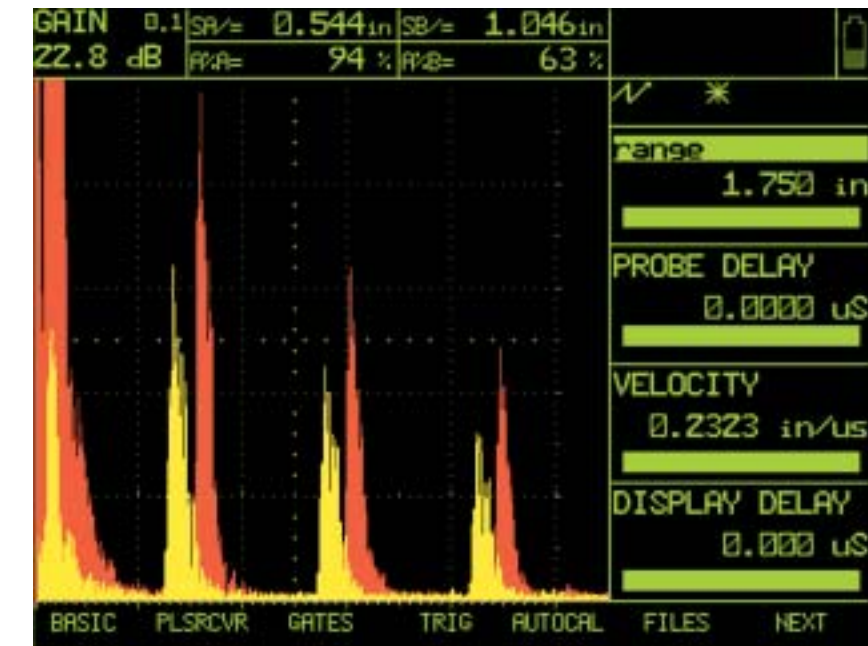 GAIN 0.1
22.8 dB
SA/= 0.544in
A%A= 94 %
SB/= 1.046in
A%B= 63 %
range
1.750 in
PROBE DELAY
0.0000 uS
VELOCITY
0.2323 in/us
DISPLAY DELAY
0.000 uS
BASIC PLSRCVR GATES TRIG AUTOCAL FILES NEXT